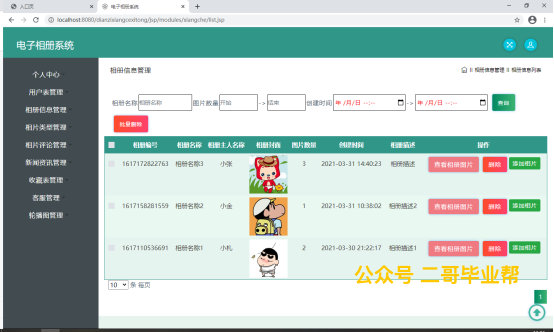 入口页
电子相册系统
localhost:8080/dianzixiangcexitong/jsp/modules/xiangche/list.jsp
电子相册系统
个人中心
用户表管理
相册信息管理
相片类型管理
相片评论管理
新闻资讯管理
收藏表管理
客服管理
轮播图管理
相册信息管理
相册信息管理 相册信息列表
相册名称 相册名称 图片数量 开始 -> 结束 创建时间 年 /月/日 --:-- -> 年 /月/日 --:-- 查询
批量删除
相册编号 相册名称 相册主人名称 相册封面 图片数量 创建时间 相册描述 操作
1617172822763 相册名称3 小张 3 2021-03-31 14:40:23 相册描述 查看相册图片 删除 添加相片
1617158281559 相册名称2 小金 1 2021-03-31 10:38:02 相册描述2 查看相册图片 删除 添加相片
1617110536691 相册名称1 小札 2 2021-03-30 21:22:17 相册描述1 查看相册图片 删除 添加相片
公众号 二哥毕业帮
10 条 每页
1